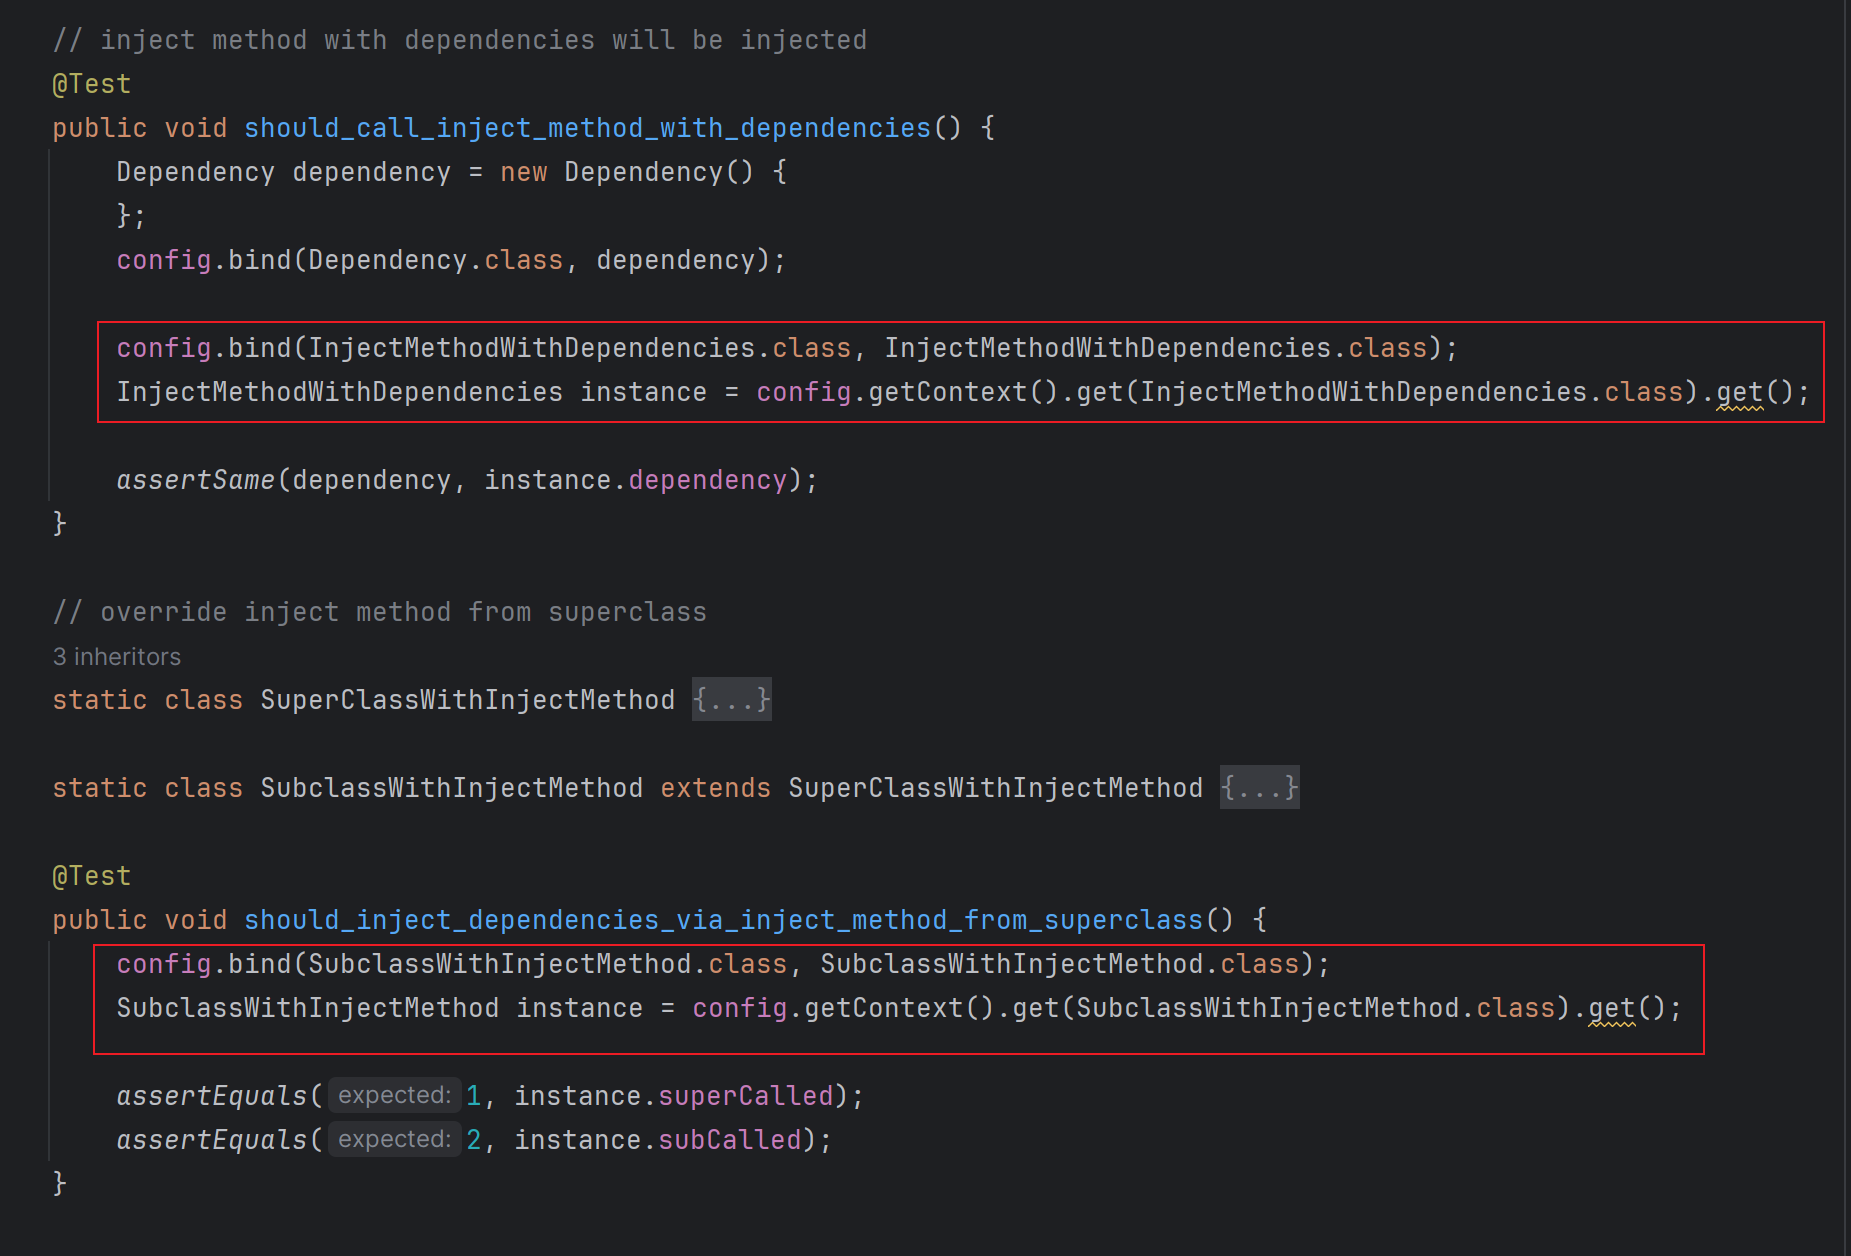 // inject method with dependencies will be injected
@Test
public void should_call_inject_method_with_dependencies() {
Dependency dependency = new Dependency() {
};
config.bind(Dependency.class, dependency);
config.bind(InjectMethodWithDependencies.class, InjectMethodWithDependencies.class);
InjectMethodWithDependencies instance = config.getContext().get(InjectMethodWithDependencies.class).get();
assertSame(dependency, instance.dependency);
}
// override inject method from superclass
3 inheritors
static class SuperClassWithInjectMethod {...}
static class SubclassWithInjectMethod extends SuperClassWithInjectMethod {...}
@Test
public void should_inject_dependencies_via_inject_method_from_superclass() {
config.bind(SubclassWithInjectMethod.class, SubclassWithInjectMethod.class);
SubclassWithInjectMethod instance = config.getContext().get(SubclassWithInjectMethod.class).get();
assertEquals( expected: 1, instance.superCalled);
assertEquals( expected: 2, instance.subCalled);
}